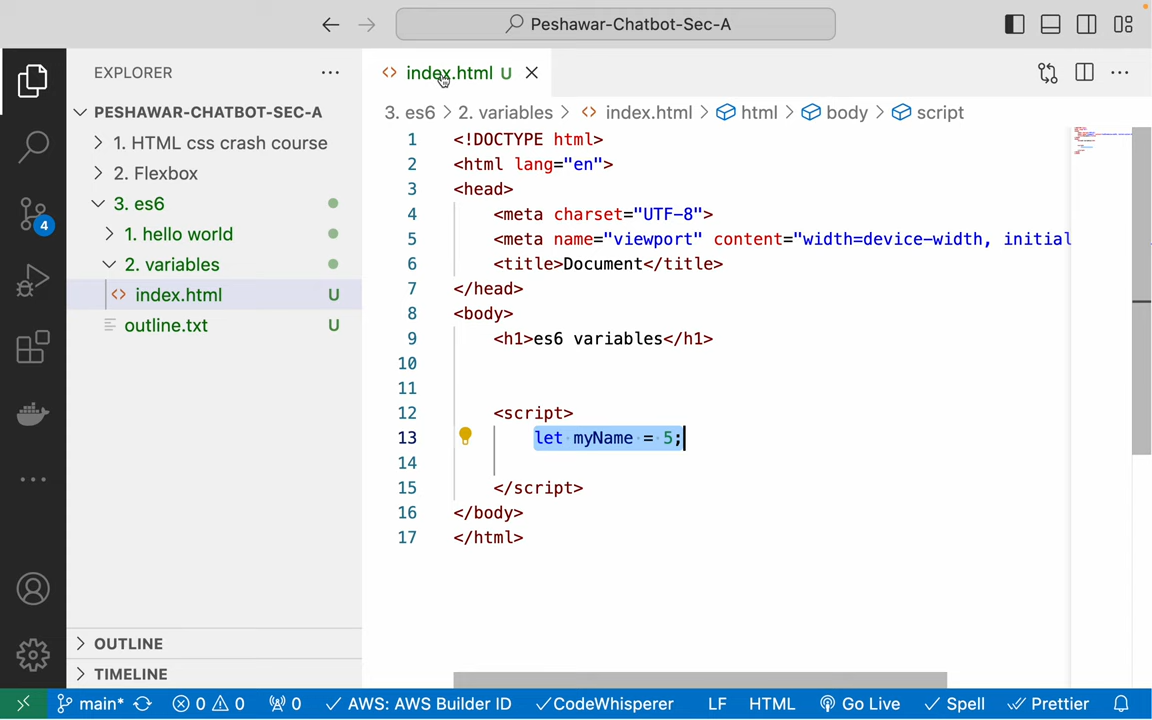 Peshawar-Chatbot-Sec-A
EXPLORER
PESHAWAR-CHATBOT-SEC-A
1. HTML css crash course
2. Flexbox
3. es6
1. hello world
2. variables
index.html U
outline.txt U
OUTLINE
TIMELINE
4
index.html U
3. es6 > 2. variables > index.html > html > body > script
1 <!DOCTYPE html>
2 <html lang="en">
3 <head>
4 <meta charset="UTF-8">
5 <meta name="viewport" content="width=device-width, initial
6 <title>Document</title>
7 </head>
8 <body>
9 <h1>es6 variables</h1>
10
11
12 <script>
13 let myName = 5;
14
15 </script>
16 </body>
17 </html>
main* 0 0 0 AWS: AWS Builder ID CodeWhisperer LF HTML Go Live Spell Prettier